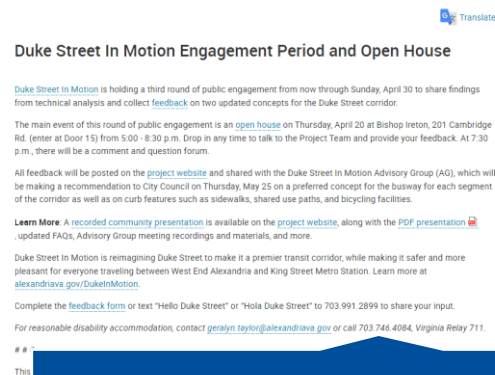 Translate
Duke Street In Motion Engagement Period and Open House
Duke Street In Motion is holding a third round of public engagement from now through Sunday, April 30 to share findings
from technical analysis and collect feedback on two updated concepts for the Duke Street corridor.
The main event of this round of public engagement is an open house on Thursday, April 20 at Bishop Ireton, 201 Cambridge
Rd. (enter at Door 15) from 5:00 - 8:30 p.m. Drop in any time to talk to the Project Team and provide your feedback. At 7:30
p.m., there will be a comment and question forum.
All feedback will be posted on the project website and shared with the Duke Street In Motion Advisory Group (AG), which will
be making a recommendation to City Council on Thursday, May 25 on a preferred concept for the busway for each segment
of the corridor as well as on curb features such as sidewalks, shared use paths, and bicycling facilities.
Learn More: A recorded community presentation is available on the project website, along with the PDF presentation
, updated FAQs, Advisory Group meeting recordings and materials, and more.
Duke Street In Motion is reimagining Duke Street to make it a premier transit corridor, while making it safer and more
pleasant for everyone traveling between West End Alexandria and King Street Metro Station. Learn more at
alexandriava.gov/DukeInMotion.
Complete the feedback form or text "Hello Duke Street" or "Hola Duke Street" to 703.991.2899 to share your input.
For reasonable disability accommodation, contact geralyn.taylor@alexandriava.gov or call 703.746.4084, Virginia Relay 711.
# #
This